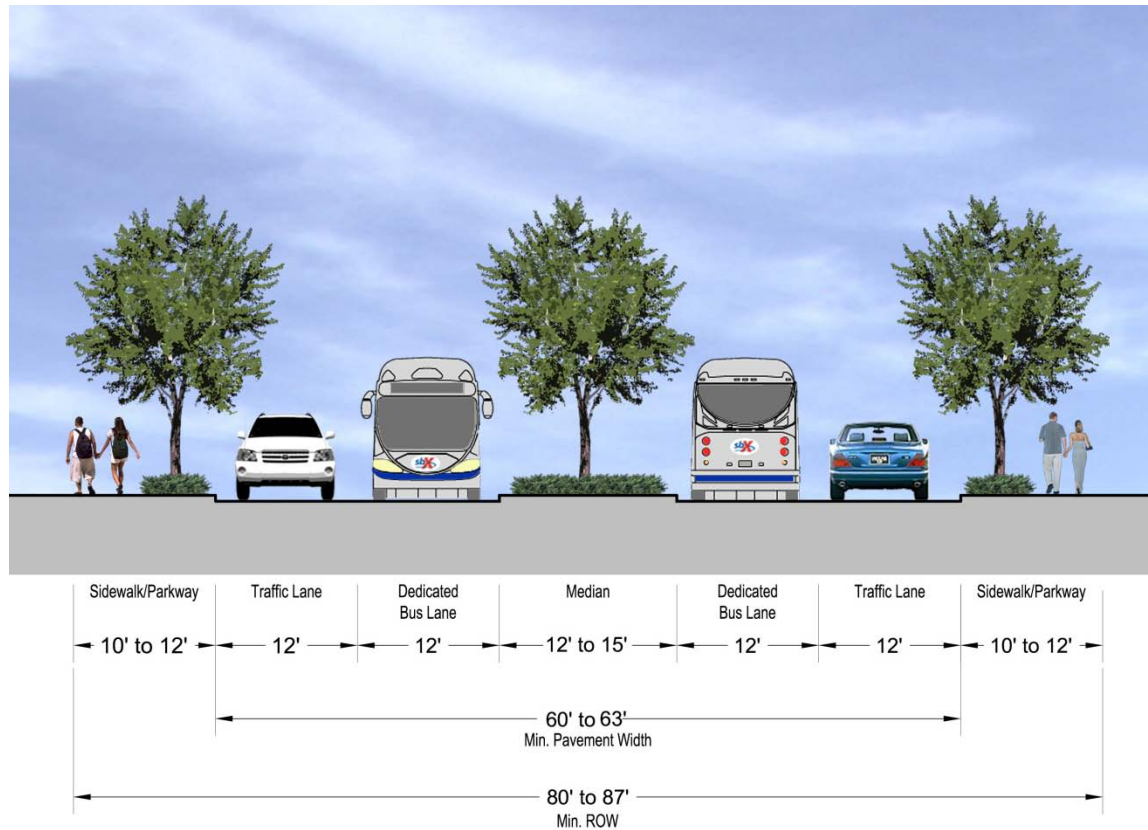 sbX
sbX
Sidewalk/Parkway
Traffic Lane
Dedicated
Bus Lane
Median
Dedicated
Bus Lane
Traffic Lane
Sidewalk/Parkway
10' to 12'
12'
12'
12' to 15'
12'
12'
10' to 12'
60' to 63'
Min. Pavement Width
80' to 87'
Min. ROW